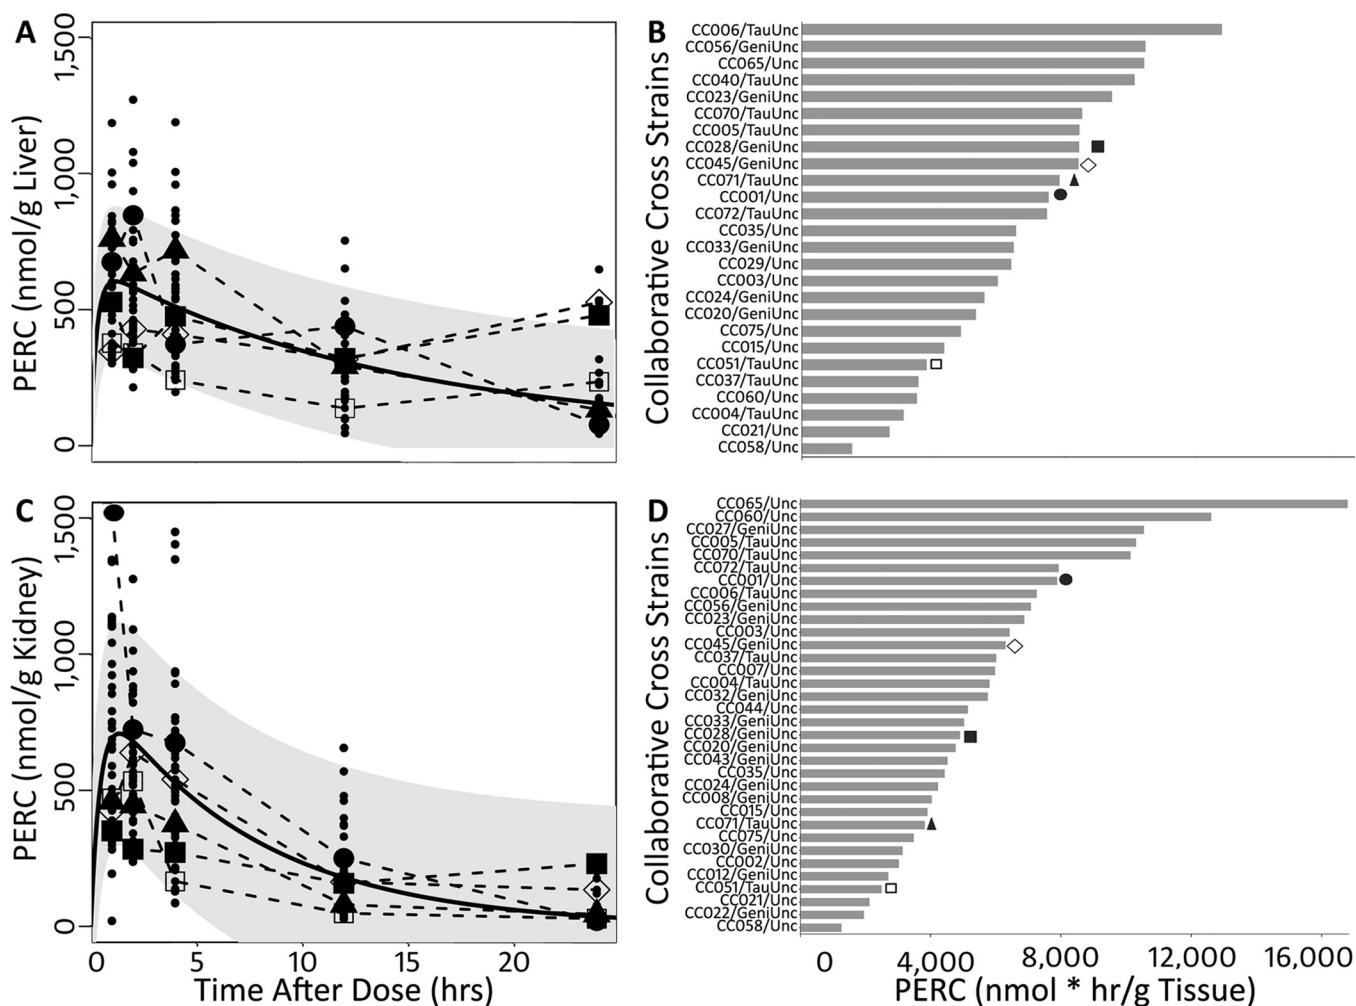 A
1,500
1,000
500
0
PERC (nmol/g Liver)
B
Collaborative Cross Strains
CC006/TauUnc
CC056/GeniUnc
CC065/Unc
CC040/TauUnc
CC023/GeniUnc
CC070/TauUnc
CC005/TauUnc
CC028/GeniUnc
CC045/GeniUnc
CC071/TauUnc
CC001/Unc
CC072/TauUnc
CC035/Unc
CC033/GeniUnc
CC029/Unc
CC003/Unc
CC024/GeniUnc
CC020/GeniUnc
CC075/Unc
CC015/Unc
CC051/TauUnc
CC037/TauUnc
CC060/Unc
CC004/TauUnc
CC021/Unc
CC058/Unc
C
1,500
1,000
500
0
PERC (nmol/g Kidney)
0 5 10 15 20
Time After Dose (hrs)
D
Collaborative Cross Strains
CC065/Unc
CC060/Unc
CC027/GeniUnc
CC005/TauUnc
CC070/TauUnc
CC072/TauUnc
CC001/Unc
CC006/TauUnc
CC056/GeniUnc
CC023/GeniUnc
CC003/Unc
CC045/GeniUnc
CC037/TauUnc
CC007/Unc
CC004/TauUnc
CC032/GeniUnc
CC044/Unc
CC033/GeniUnc
CC028/GeniUnc
CC020/GeniUnc
CC043/GeniUnc
CC035/Unc
CC024/GeniUnc
CC008/GeniUnc
CC015/Unc
CC071/TauUnc
CC075/Unc
CC030/GeniUnc
CC002/Unc
CC012/GeniUnc
CC051/TauUnc
CC021/Unc
CC022/GeniUnc
CC058/Unc
0 4,000 8,000 12,000 16,000
PERC (nmol * hr/g Tissue)